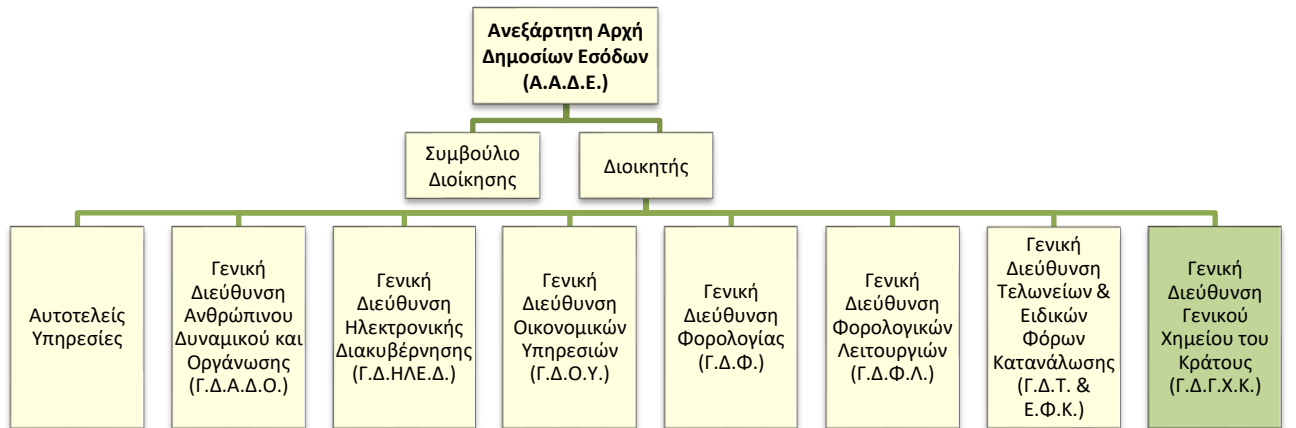 Ανεξάρτητη Αρχή
Δημοσίων Εσόδων
(Α.Α.Δ.Ε.)
Συμβούλιο
Διοίκησης
Διοικητής
Αυτοτελείς
Υπηρεσίες
Γενική
Διεύθυνση
Ανθρώπινου
Δυναμικού και
Οργάνωσης
(Γ.Δ.Α.Δ.Ο.)
Γενική
Διεύθυνση
Ηλεκτρονικής
Διακυβέρνησης
(Γ.Δ.ΗΛΕ.Δ.)
Γενική
Διεύθυνση
Οικονομικών
Υπηρεσιών
(Γ.Δ.Ο.Υ.)
Γενική
Διεύθυνση
Φορολογίας
(Γ.Δ.Φ.)
Γενική
Διεύθυνση
Φορολογικών
Λειτουργιών
(Γ.Δ.Φ.Λ.)
Γενική
Διεύθυνση
Τελωνείων &
Ειδικών
Φόρων
Κατανάλωσης
(Γ.Δ.Τ. &
Ε.Φ.Κ.)
Γενική
Διεύθυνση
Γενικού
Χημείου του
Κράτους
(Γ.Δ.Γ.Χ.Κ.)